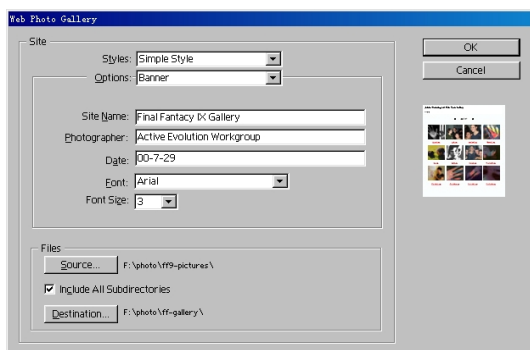 Web Photo Gallery
Site
Styles: Simple Style
Options: Banner
Site Name: Final Fantasy IX Gallery
Photographer: Active Evolution Workgroup
Date: 00-7-29
Font: Arial
Font Size: 3
Files
Source... F:\photo\ff9-pictures\
Include All Subdirectories
Destination... F:\photo\ff-gallery\
OK
Cancel